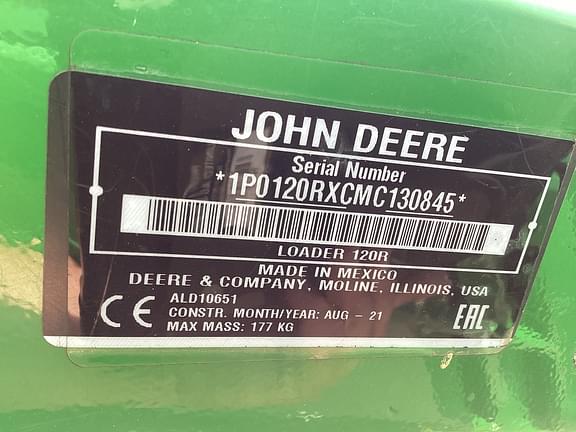 JOHN DEERE
Serial Number
*1P0120RXCMC130845*
LOADER 120R
MADE IN MEXICO
DEERE & COMPANY, MOLINE, ILLINOIS, USA
CE
ALD10651
CONSTR. MONTH/YEAR: AUG - 21
MAX MASS: 177 KG
EAC